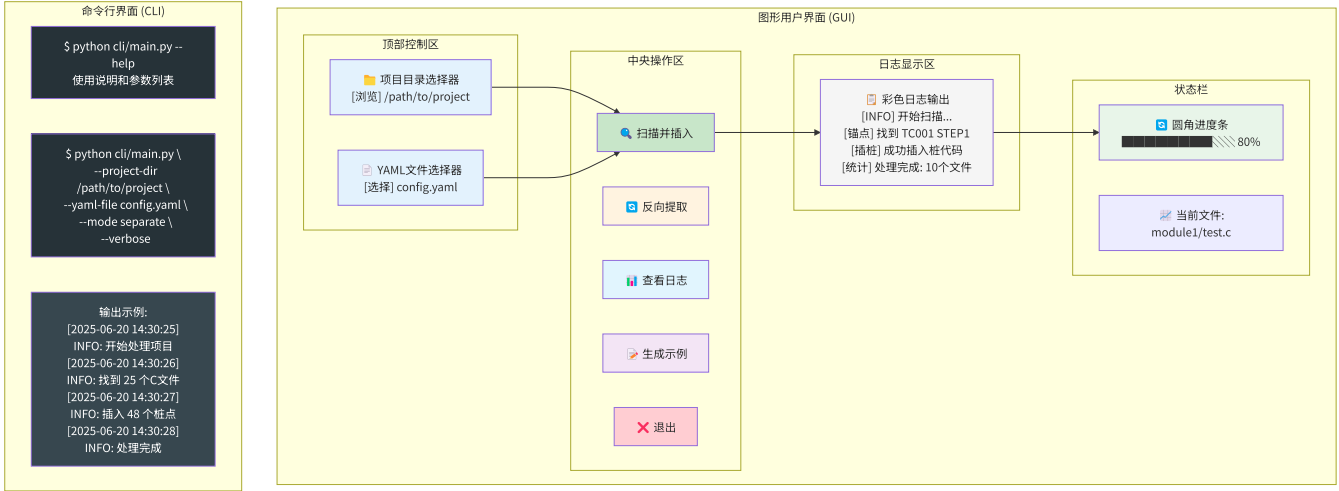 命令行界面 (CLI)
$ python cli/main.py --
help
使用说明和参数列表
$ python cli/main.py \
--project-dir
/path/to/project \
--yaml-file config.yaml \
--mode separate \
--verbose
输出示例:
[2025-06-20 14:30:25]
INFO: 开始处理项目
[2025-06-20 14:30:26]
INFO: 找到 25 个C文件
[2025-06-20 14:30:27]
INFO: 插入 48 个桩点
[2025-06-20 14:30:28]
INFO: 处理完成
图形用户界面 (GUI)
顶部控制区
项目目录选择器
[浏览] /path/to/project
YAML文件选择器
[选择] config.yaml
中央操作区
扫描并插入
反向提取
查看日志
生成示例
退出
日志显示区
彩色日志输出
[INFO] 开始扫描...
[锚点] 找到 TC001 STEP1
[插桩] 成功插入桩代码
[统计] 处理完成: 10个文件
状态栏
圆角进度条
80%
当前文件:
module1/test.c